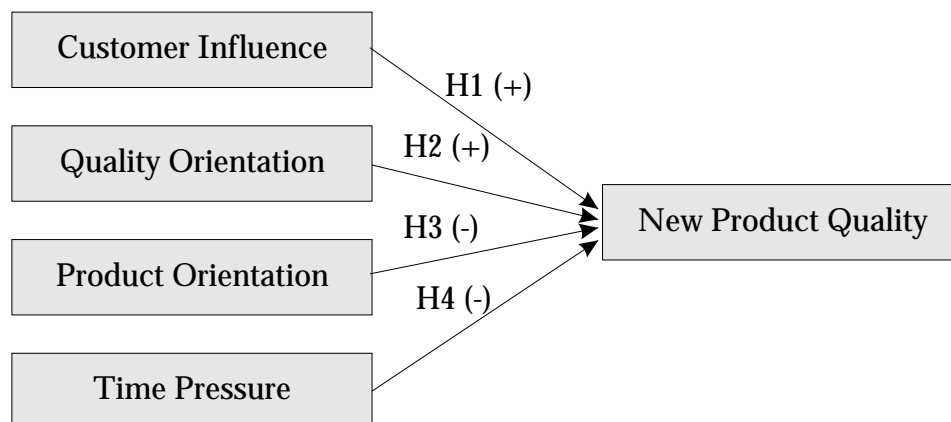 Customer Influence
H1 (+)
Quality Orientation
H2 (+)
New Product Quality
Product Orientation
H3 (-)
H4 (-)
Time Pressure